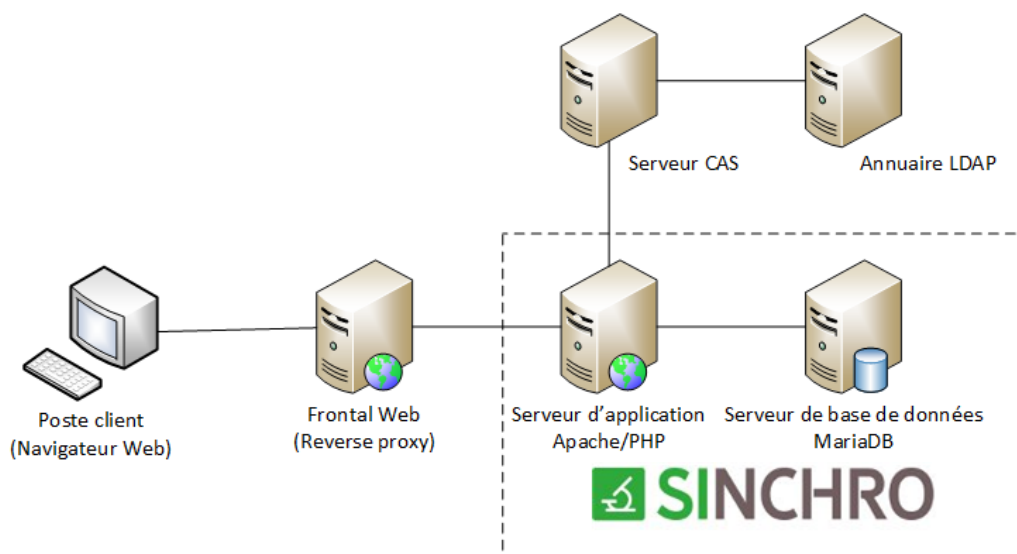 Serveur CAS
Annuaire LDAP
Poste client
(Navigateur Web)
Frontal Web
(Reverse proxy)
Serveur d’application
Apache/PHP
Serveur de base de données
MariaDB
SINCHRO